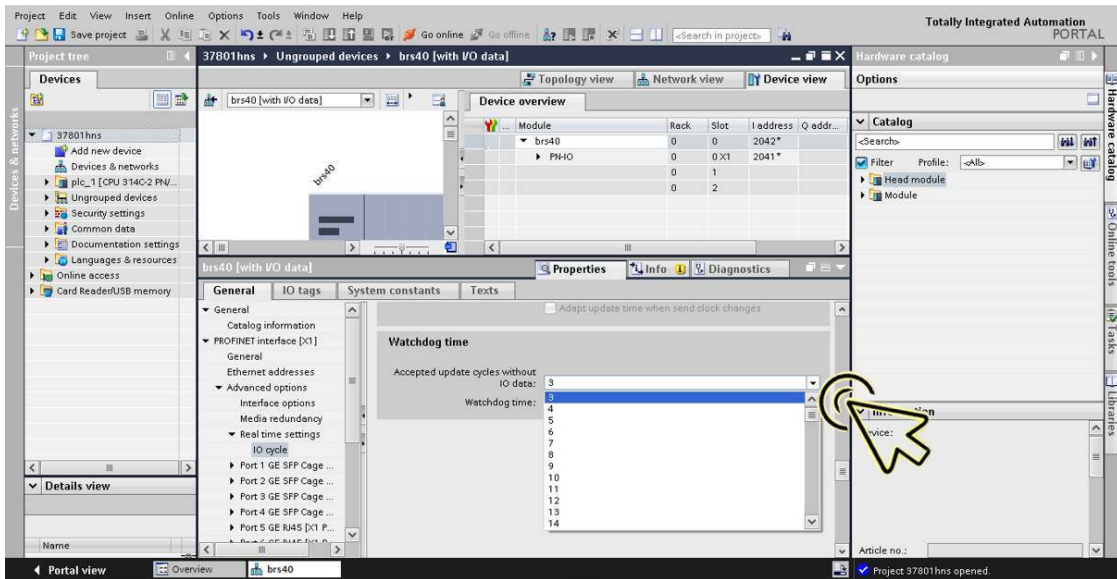 Project Edit View Insert Online Options Tools Window Help
Totally Integrated Automation
PORTAL
Save project
Go online
Go offline
<Search in project>
Project tree
37801hns ▸ Ungrouped devices ▸ brs40 [with I/O data]
Hardware catalog
Devices
Topology view
Network view
Device view
Options
brs40 [with I/O data]
Device overview
... Module Rack Slot I address Q addr...
brs40 0 0 2042*
PN-IO 0 0 X1 2041*
0 1
0 2
brs40
37801hns
Add new device
Devices & networks
plc_1 [CPU 314C-2 PN/...
Ungrouped devices
Security settings
Common data
Documentation settings
Languages & resources
Online access
Card Reader/USB memory
Devices & networks
Catalog
<Search>
Filter Profile: <All>
Head module
Module
Hardware catalog
Online tools
Tasks
Libraries
brs40 [with I/O data]
Properties
Info
Diagnostics
General IO tags System constants Texts
General
Catalog information
PROFINET interface [X1]
General
Ethernet addresses
Advanced options
Interface options
Media redundancy
Real time settings
IO cycle
Port 1 GE SFP Cage ...
Port 2 GE SFP Cage ...
Port 3 GE SFP Cage ...
Port 4 GE SFP Cage ...
Port 5 GE RJ45 [X1 P...
Adapt update time when send clock changes
Watchdog time
Accepted update cycles without
IO data: 3
Watchdog time:
3
4
5
6
7
8
9
10
11
12
13
14
Article no.:
Details view
Name
Portal view
Overview
brs40
Project 37801hns opened.